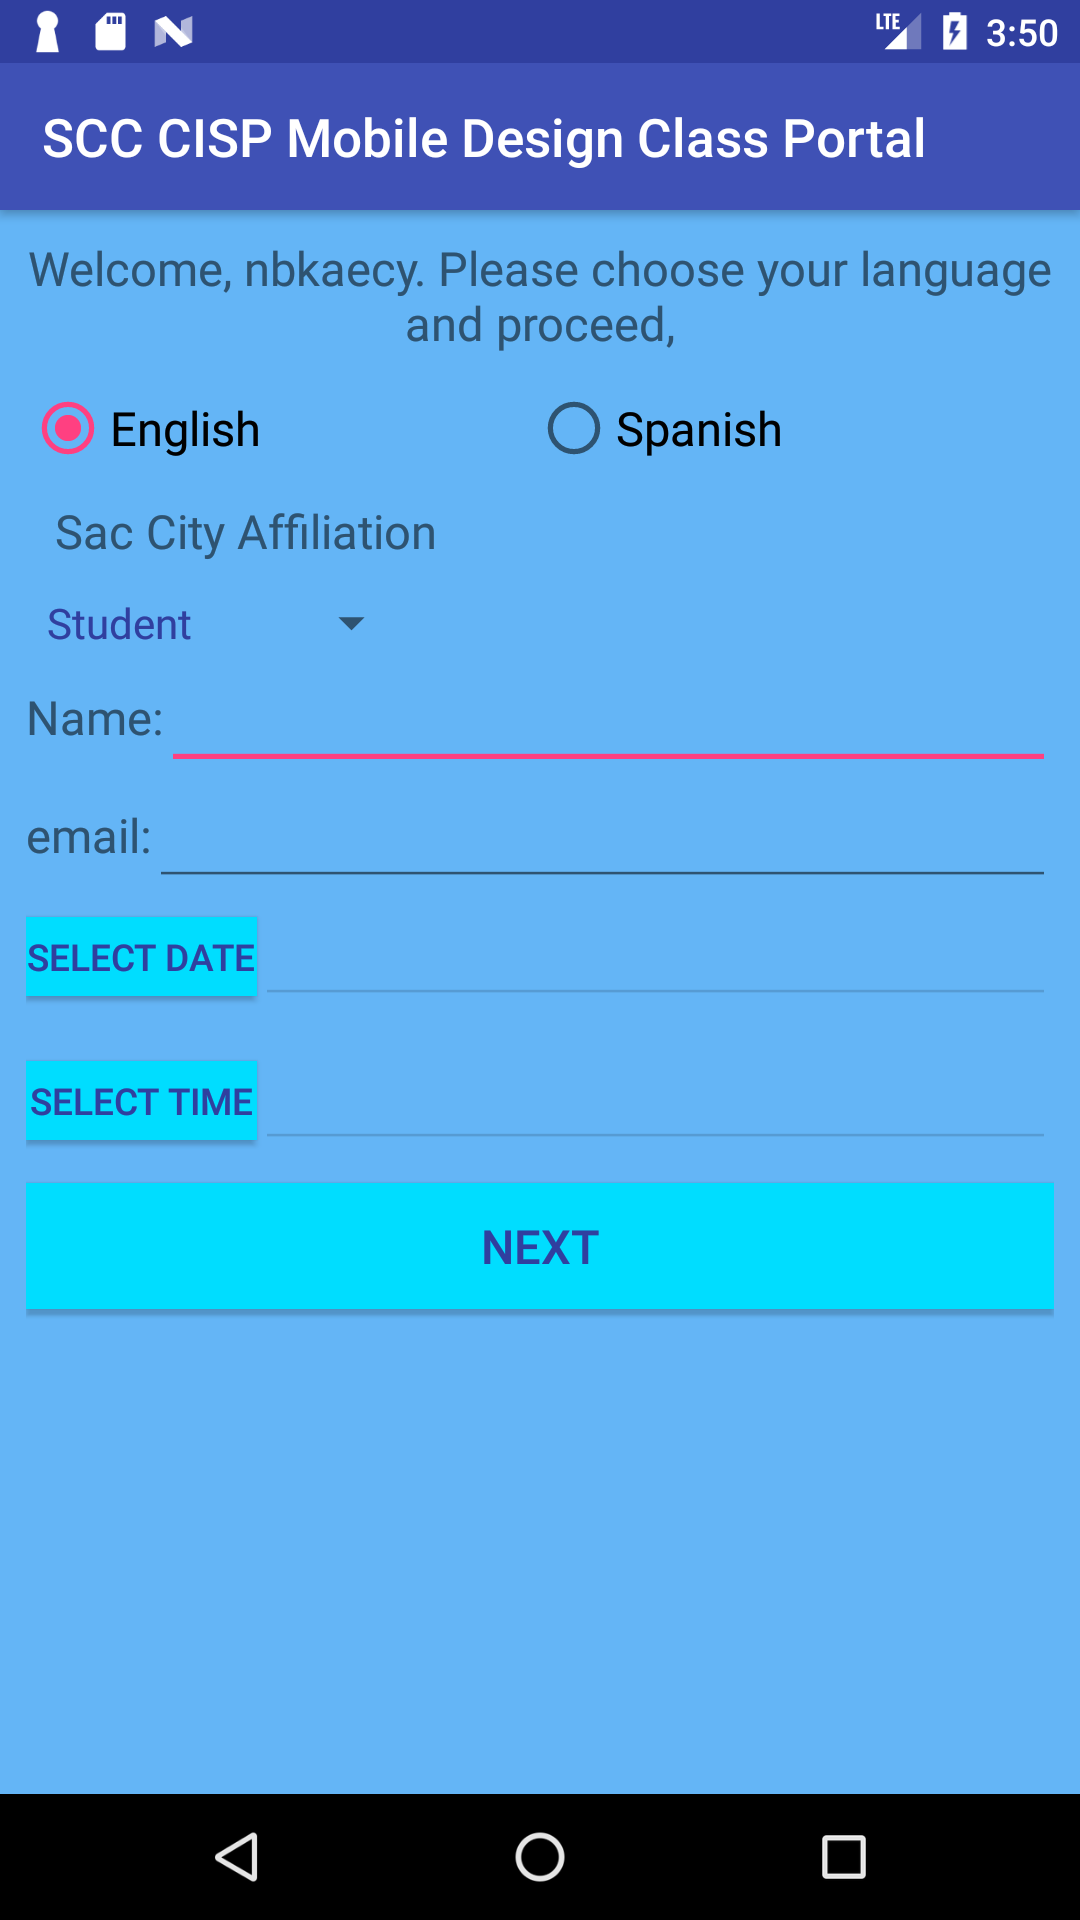 LTE 3:50
SCC CISP Mobile Design Class Portal
Welcome, nbkaecy. Please choose your language
and proceed,
English Spanish
Sac City Affiliation
Student
Name:
email:
SELECT DATE
SELECT TIME
NEXT